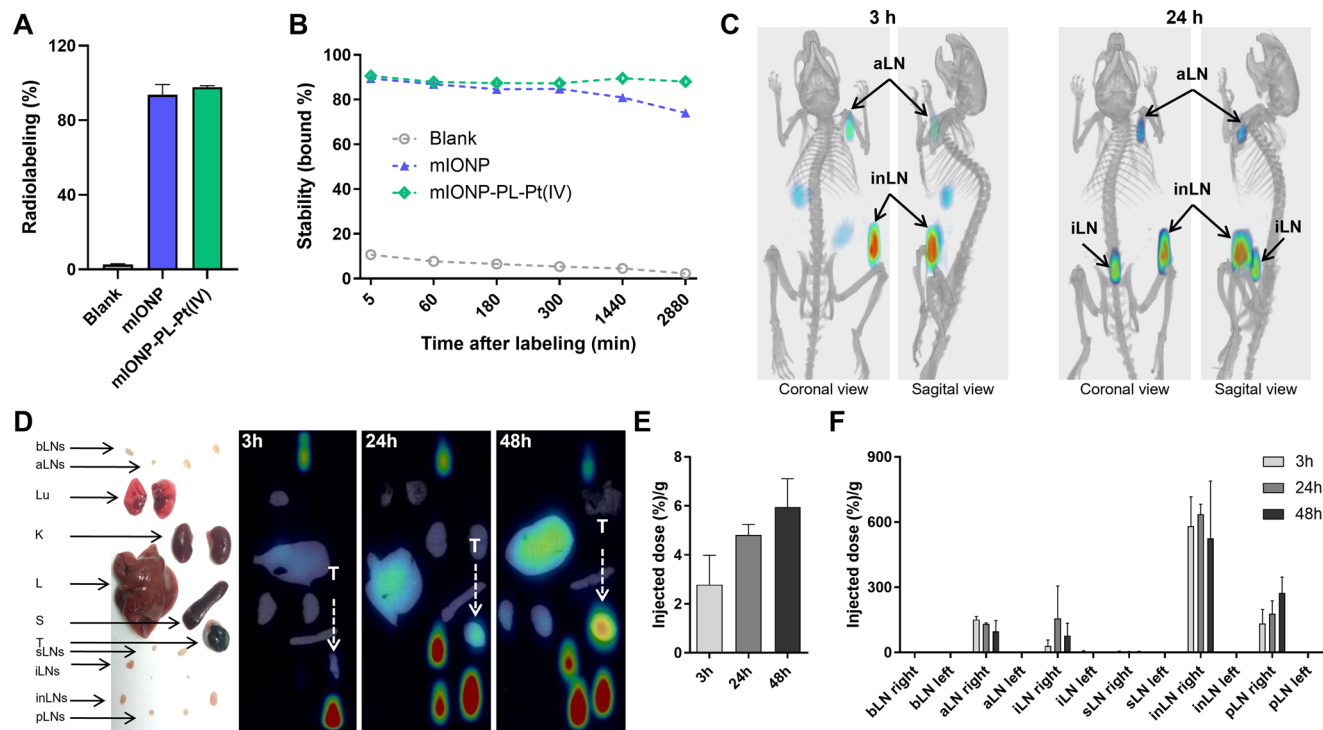 A
Radiolabeling (%)
120
80
40
0
Blank
mIONP
mIONP-PL-Pt(IV)
B
Stability (bound %)
100
80
60
40
20
0
Blank
mIONP
mIONP-PL-Pt(IV)
5
60
180
300
1440
2880
Time after labeling (min)
C
3 h
24 h
aLN
inLN
aLN
inLN
iLN
iLN
Coronal view
Sagital view
Coronal view
Sagital view
D
bLNs
aLNs
Lu
K
L
S
T
sLNs
iLNs
inLNs
pLNs
3h
T
24h
T
48h
T
E
Injected dose (%)/g
8
6
4
2
0
3h
24h
48h
F
Injected dose (%)/g
900
600
300
0
3h
24h
48h
bLN right
bLN left
aLN right
aLN left
iLN right
iLN left
sLN right
sLN left
inLN right
inLN left
pLN right
pLN left